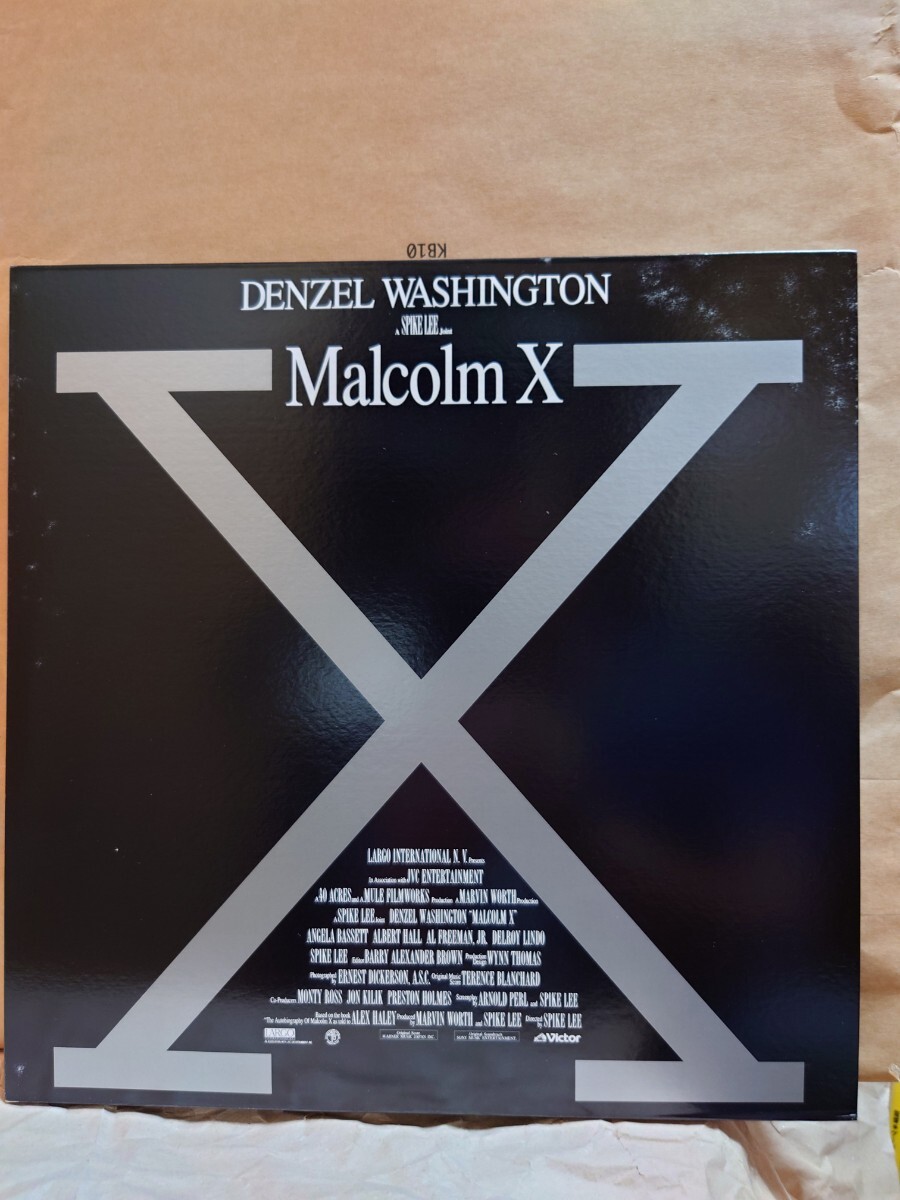 KB10
DENZEL WASHINGTON
A SPIKE LEE Joint
Malcolm X
LARGO INTERNATIONAL N. V. Presents
In Association with JVC ENTERTAINMENT
A 40 ACRES and A MULE FILMWORKS Production A MARVIN WORTH Production
A SPIKE LEE Joint DENZEL WASHINGTON "MALCOLM X"
ANGELA BASSETT ALBERT HALL AL FREEMAN, JR. DELROY LINDO
SPIKE LEE Editor BARRY ALEXANDER BROWN Production Design WYNN THOMAS
Photographed by ERNEST DICKERSON, A.S.C. Original Music Score TERENCE BLANCHARD
Co-Producers MONTY ROSS JON KILIK PRESTON HOLMES Screenplay ARNOLD PERL and SPIKE LEE
Based on the book "The Autobiography Of Malcolm X as told to ALEX HALEY Produced by MARVIN WORTH and SPIKE LEE Directed by SPIKE LEE
LARGO
Original Score
Original Soundtrack
Victor